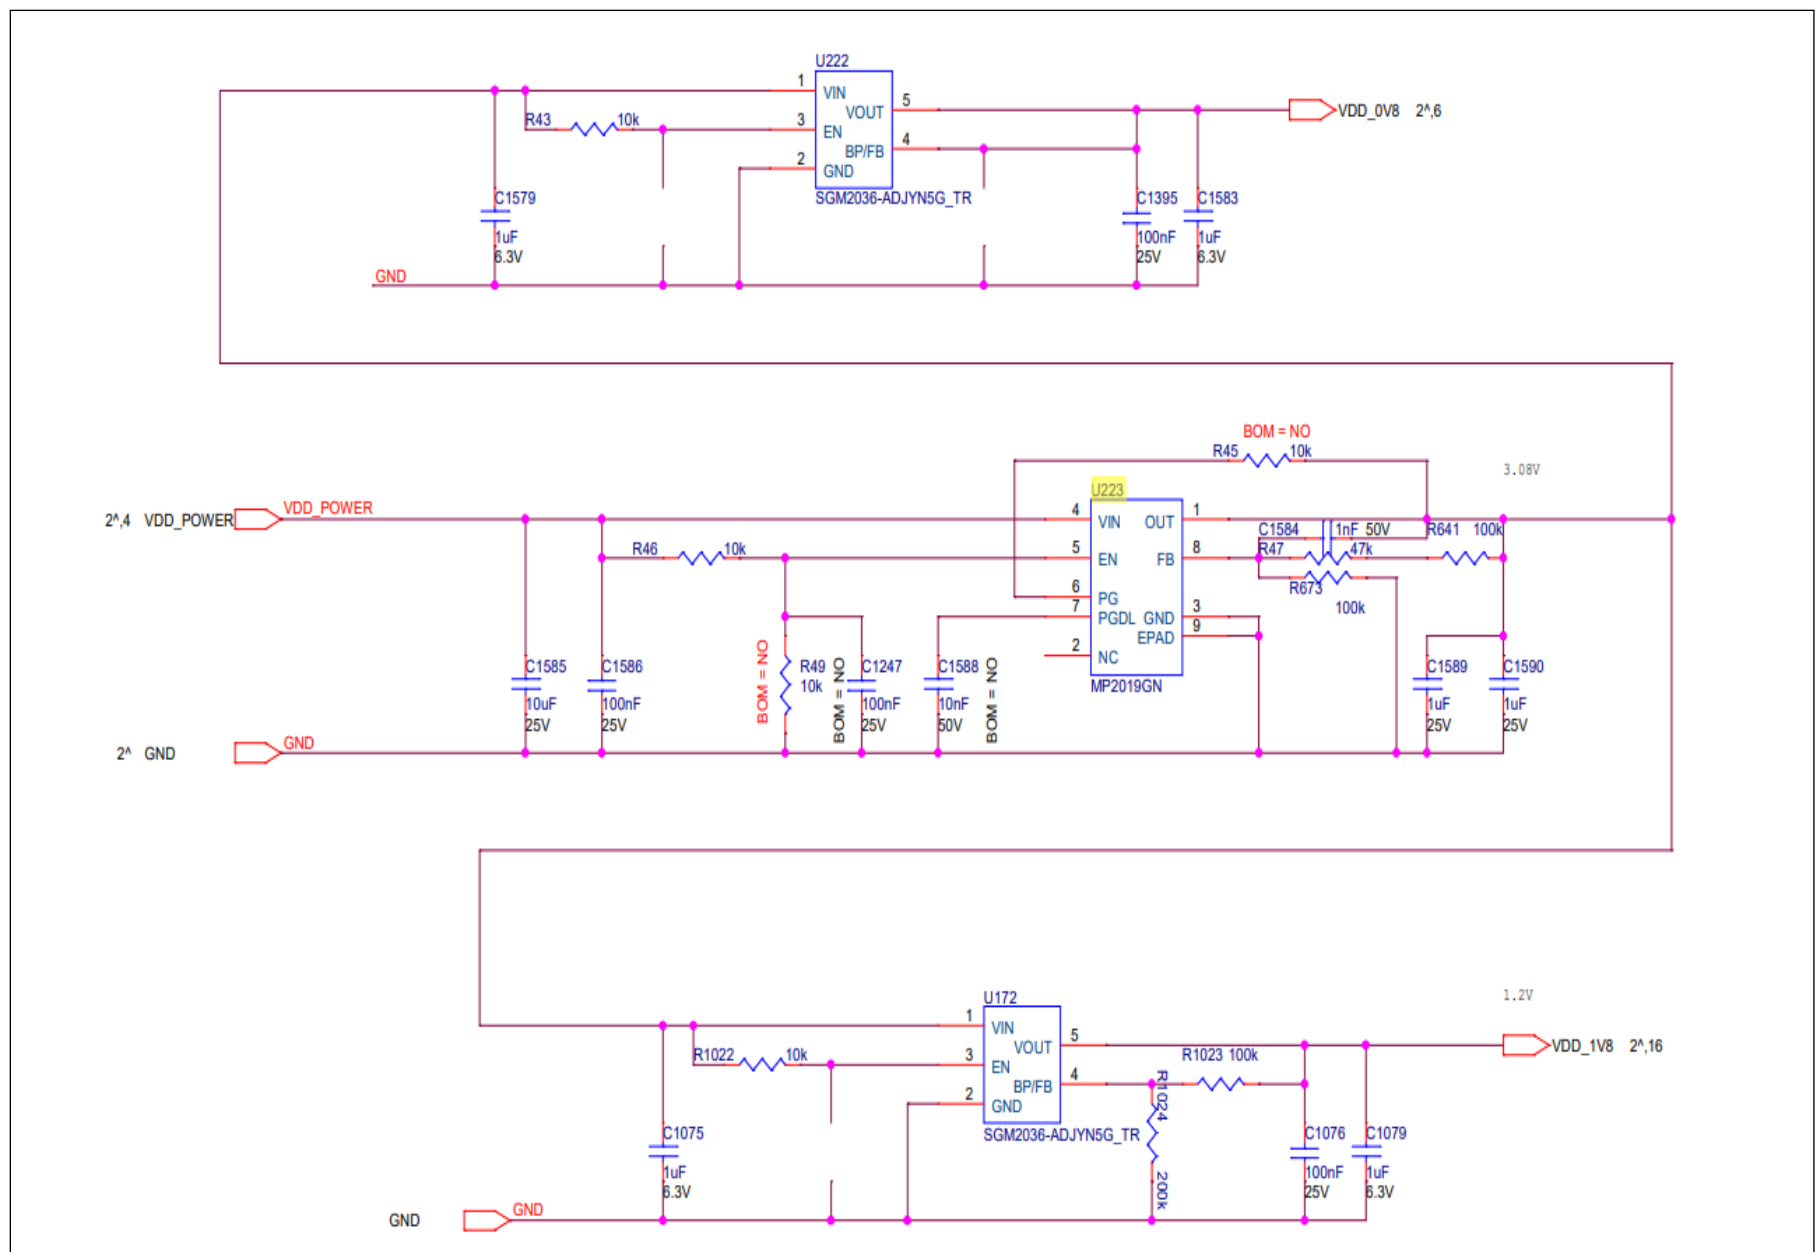 U222
1 VIN
VOUT 5
R43 10k
3 EN
BP/FB 4
2 GND
SGM2036-ADJYN5G_TR
VDD_0V8 2^,6
C1579
1uF
6.3V
C1395
100nF
25V
C1583
1uF
6.3V
GND
BOM = NO
R45 10k
3.08V
U223
2^,4 VDD_POWER
VDD_POWER
4 VIN OUT 1
C1584 1nF 50V
R641 100k
R46 10k
5 EN FB 8
R47 47k
R673
100k
6 PG
7 PGDL GND 3
EPAD 9
2 NC
MP2019GN
C1585
10uF
25V
C1586
100nF
25V
BOM = NO
R49
10k
BOM = NO
C1247
100nF
25V
C1588
10nF
50V
BOM = NO
C1589
1uF
25V
C1590
1uF
25V
2^ GND
GND
U172
1.2V
1 VIN
VOUT 5
VDD_1V8 2^,16
R1022 10k
3 EN
R1023 100k
BP/FB 4
2 GND
SGM2036-ADJYN5G_TR
R1024
200k
C1075
1uF
6.3V
C1076
100nF
25V
C1079
1uF
6.3V
GND
GND